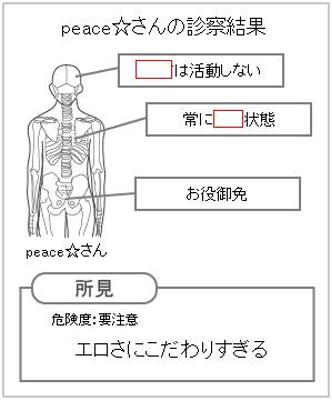 peace☆さんの診察結果
は活動しない
常に 状態
お役御免
peace☆さん
所見
危険度:要注意
エロさにこだわりすぎる